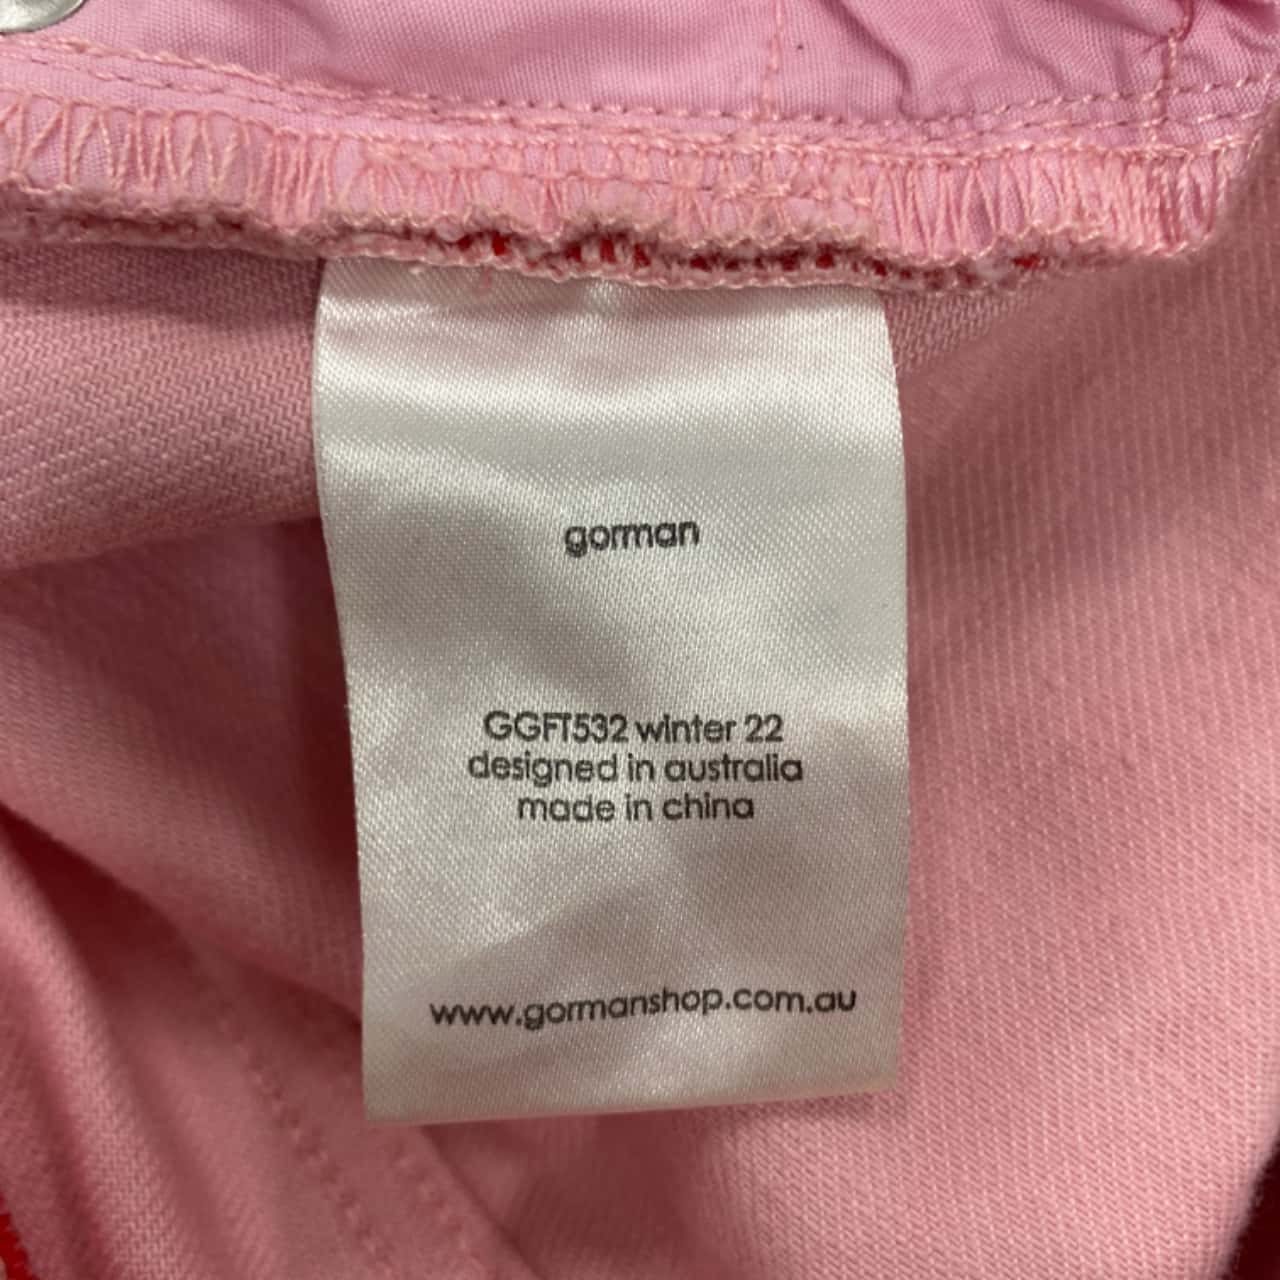 gorman
GGFT532 winter 22
designed in australia
made in china
www.gormanshop.com.au